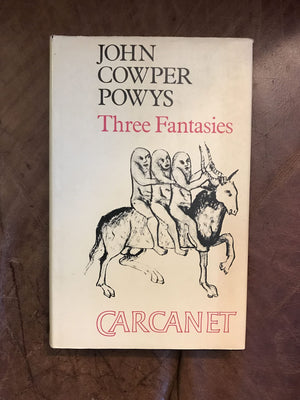 JOHN
COWPER
POWYS
Three Fantasies
CARCANET